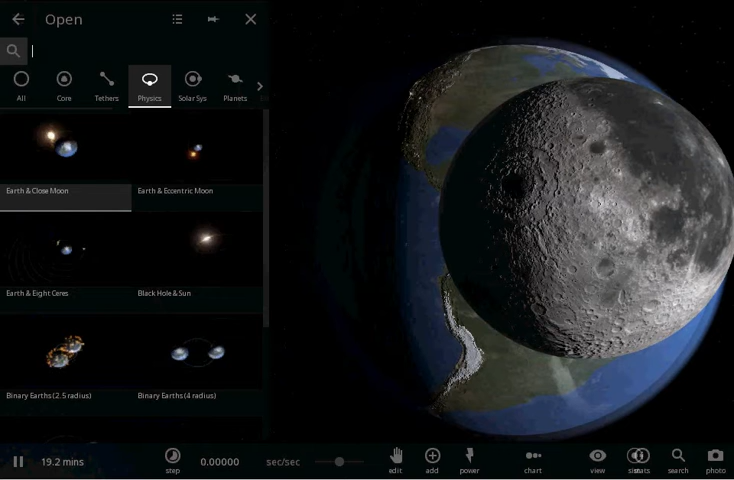 Open
All Core Tethers Physics Solar Sys Planets
Earth & Close Moon Earth & Eccentric Moon
Earth & Eight Ceres Black Hole & Sun
Binary Earths (2.5 radius) Binary Earths (4 radius)
19.2 mins step 0.00000 sec/sec edit add power chart view stats search photo